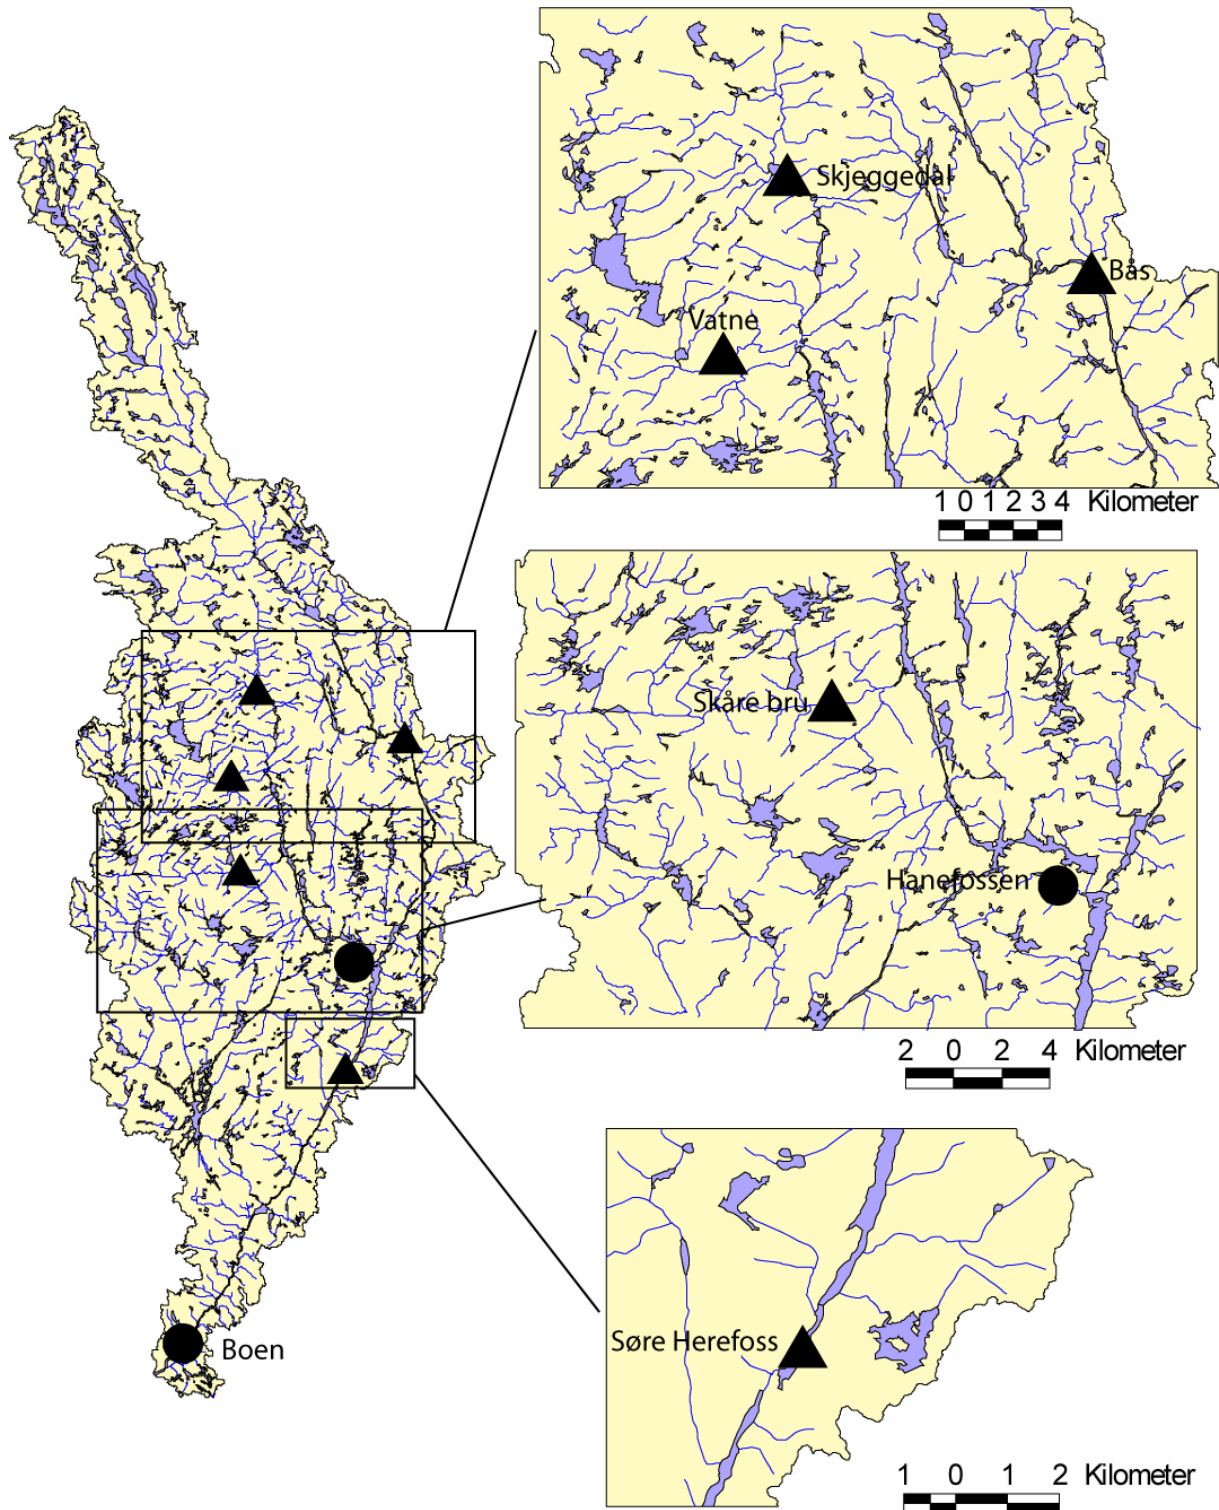 Skjeggedal
Bås
Vatne
1 0 1 2 3 4 Kilometer
Skåre bru
Hanefossen
2 0 2 4 Kilometer
Søre Herefoss
Boen
1 0 1 2 Kilometer